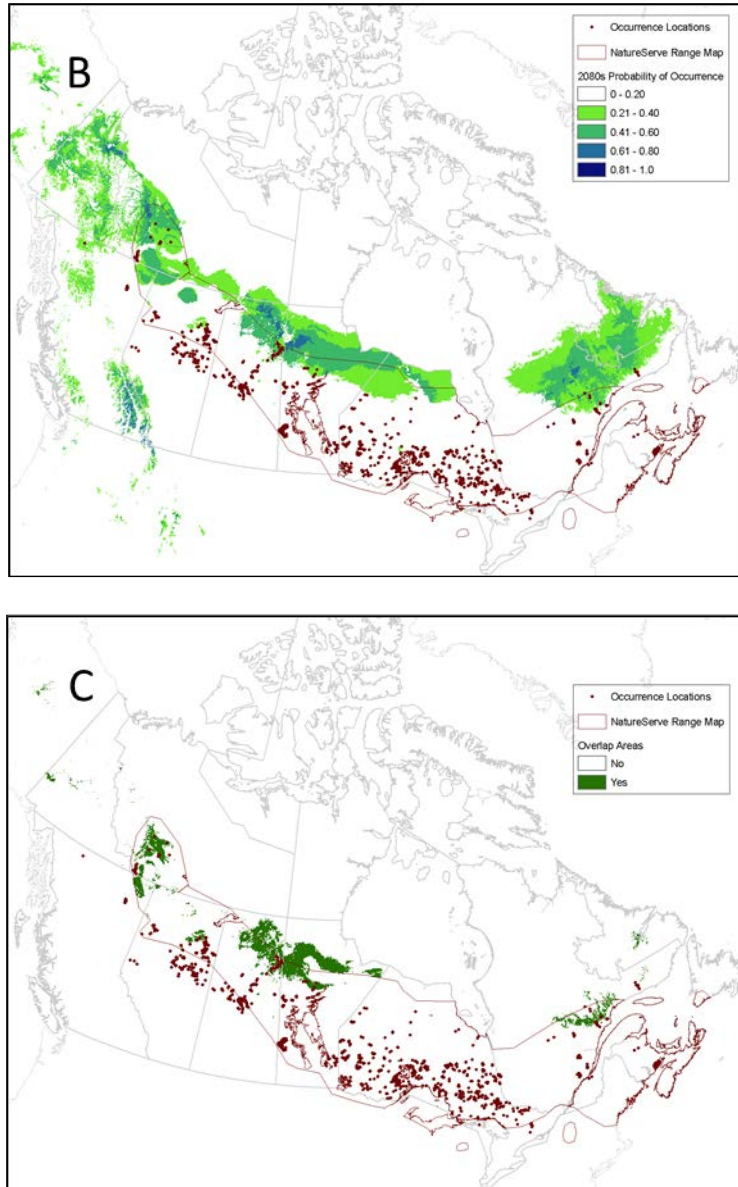 B
Occurrence Locations
NatureServe Range Map
2080s Probability of Occurrence
0 - 0.20
0.21 - 0.40
0.41 - 0.60
0.61 - 0.80
0.81 - 1.0
C
Occurrence Locations
NatureServe Range Map
Overlap Areas
No
Yes